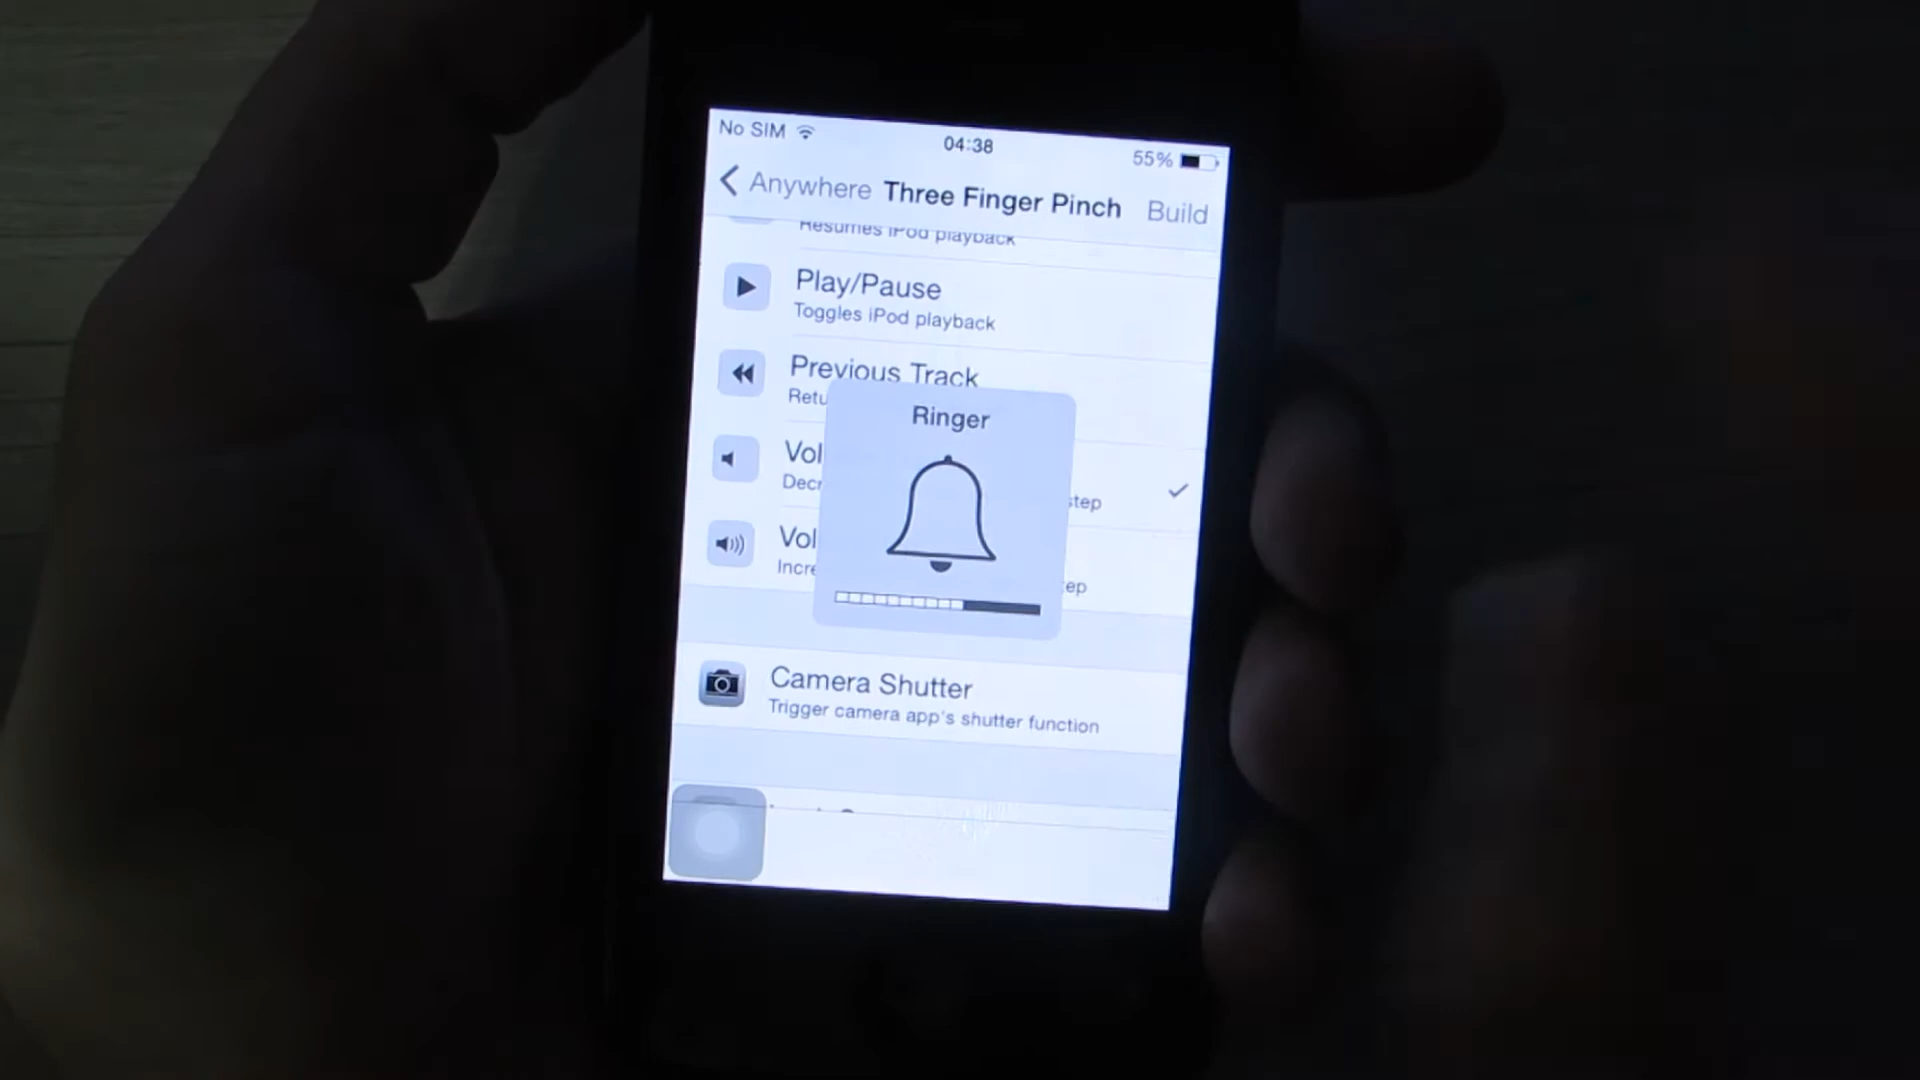 No SIM 04:38 55%
Anywhere Three Finger Pinch Build
Resumes iPod playback
Play/Pause
Toggles iPod playback
Previous Track
Retu
Ringer
Vol
Decr step
Vol
Incre ep
Camera Shutter
Trigger camera app's shutter function